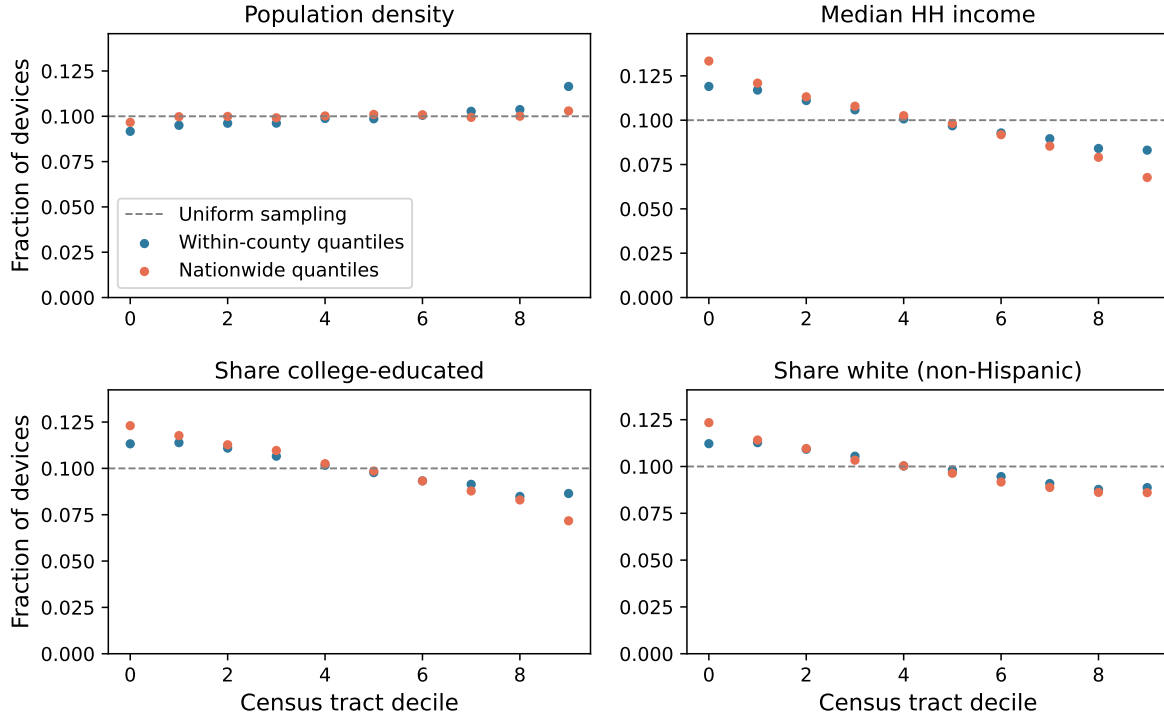 Population density
Fraction of devices
0.125
0.100
0.075
0.050
0.025
0.000
Uniform sampling
Within-county quantiles
Nationwide quantiles
0 2 4 6 8
Median HH income
0.125
0.100
0.075
0.050
0.025
0.000
0 2 4 6 8
Share college-educated
Fraction of devices
0.125
0.100
0.075
0.050
0.025
0.000
0 2 4 6 8
Census tract decile
Share white (non-Hispanic)
0.125
0.100
0.075
0.050
0.025
0.000
0 2 4 6 8
Census tract decile